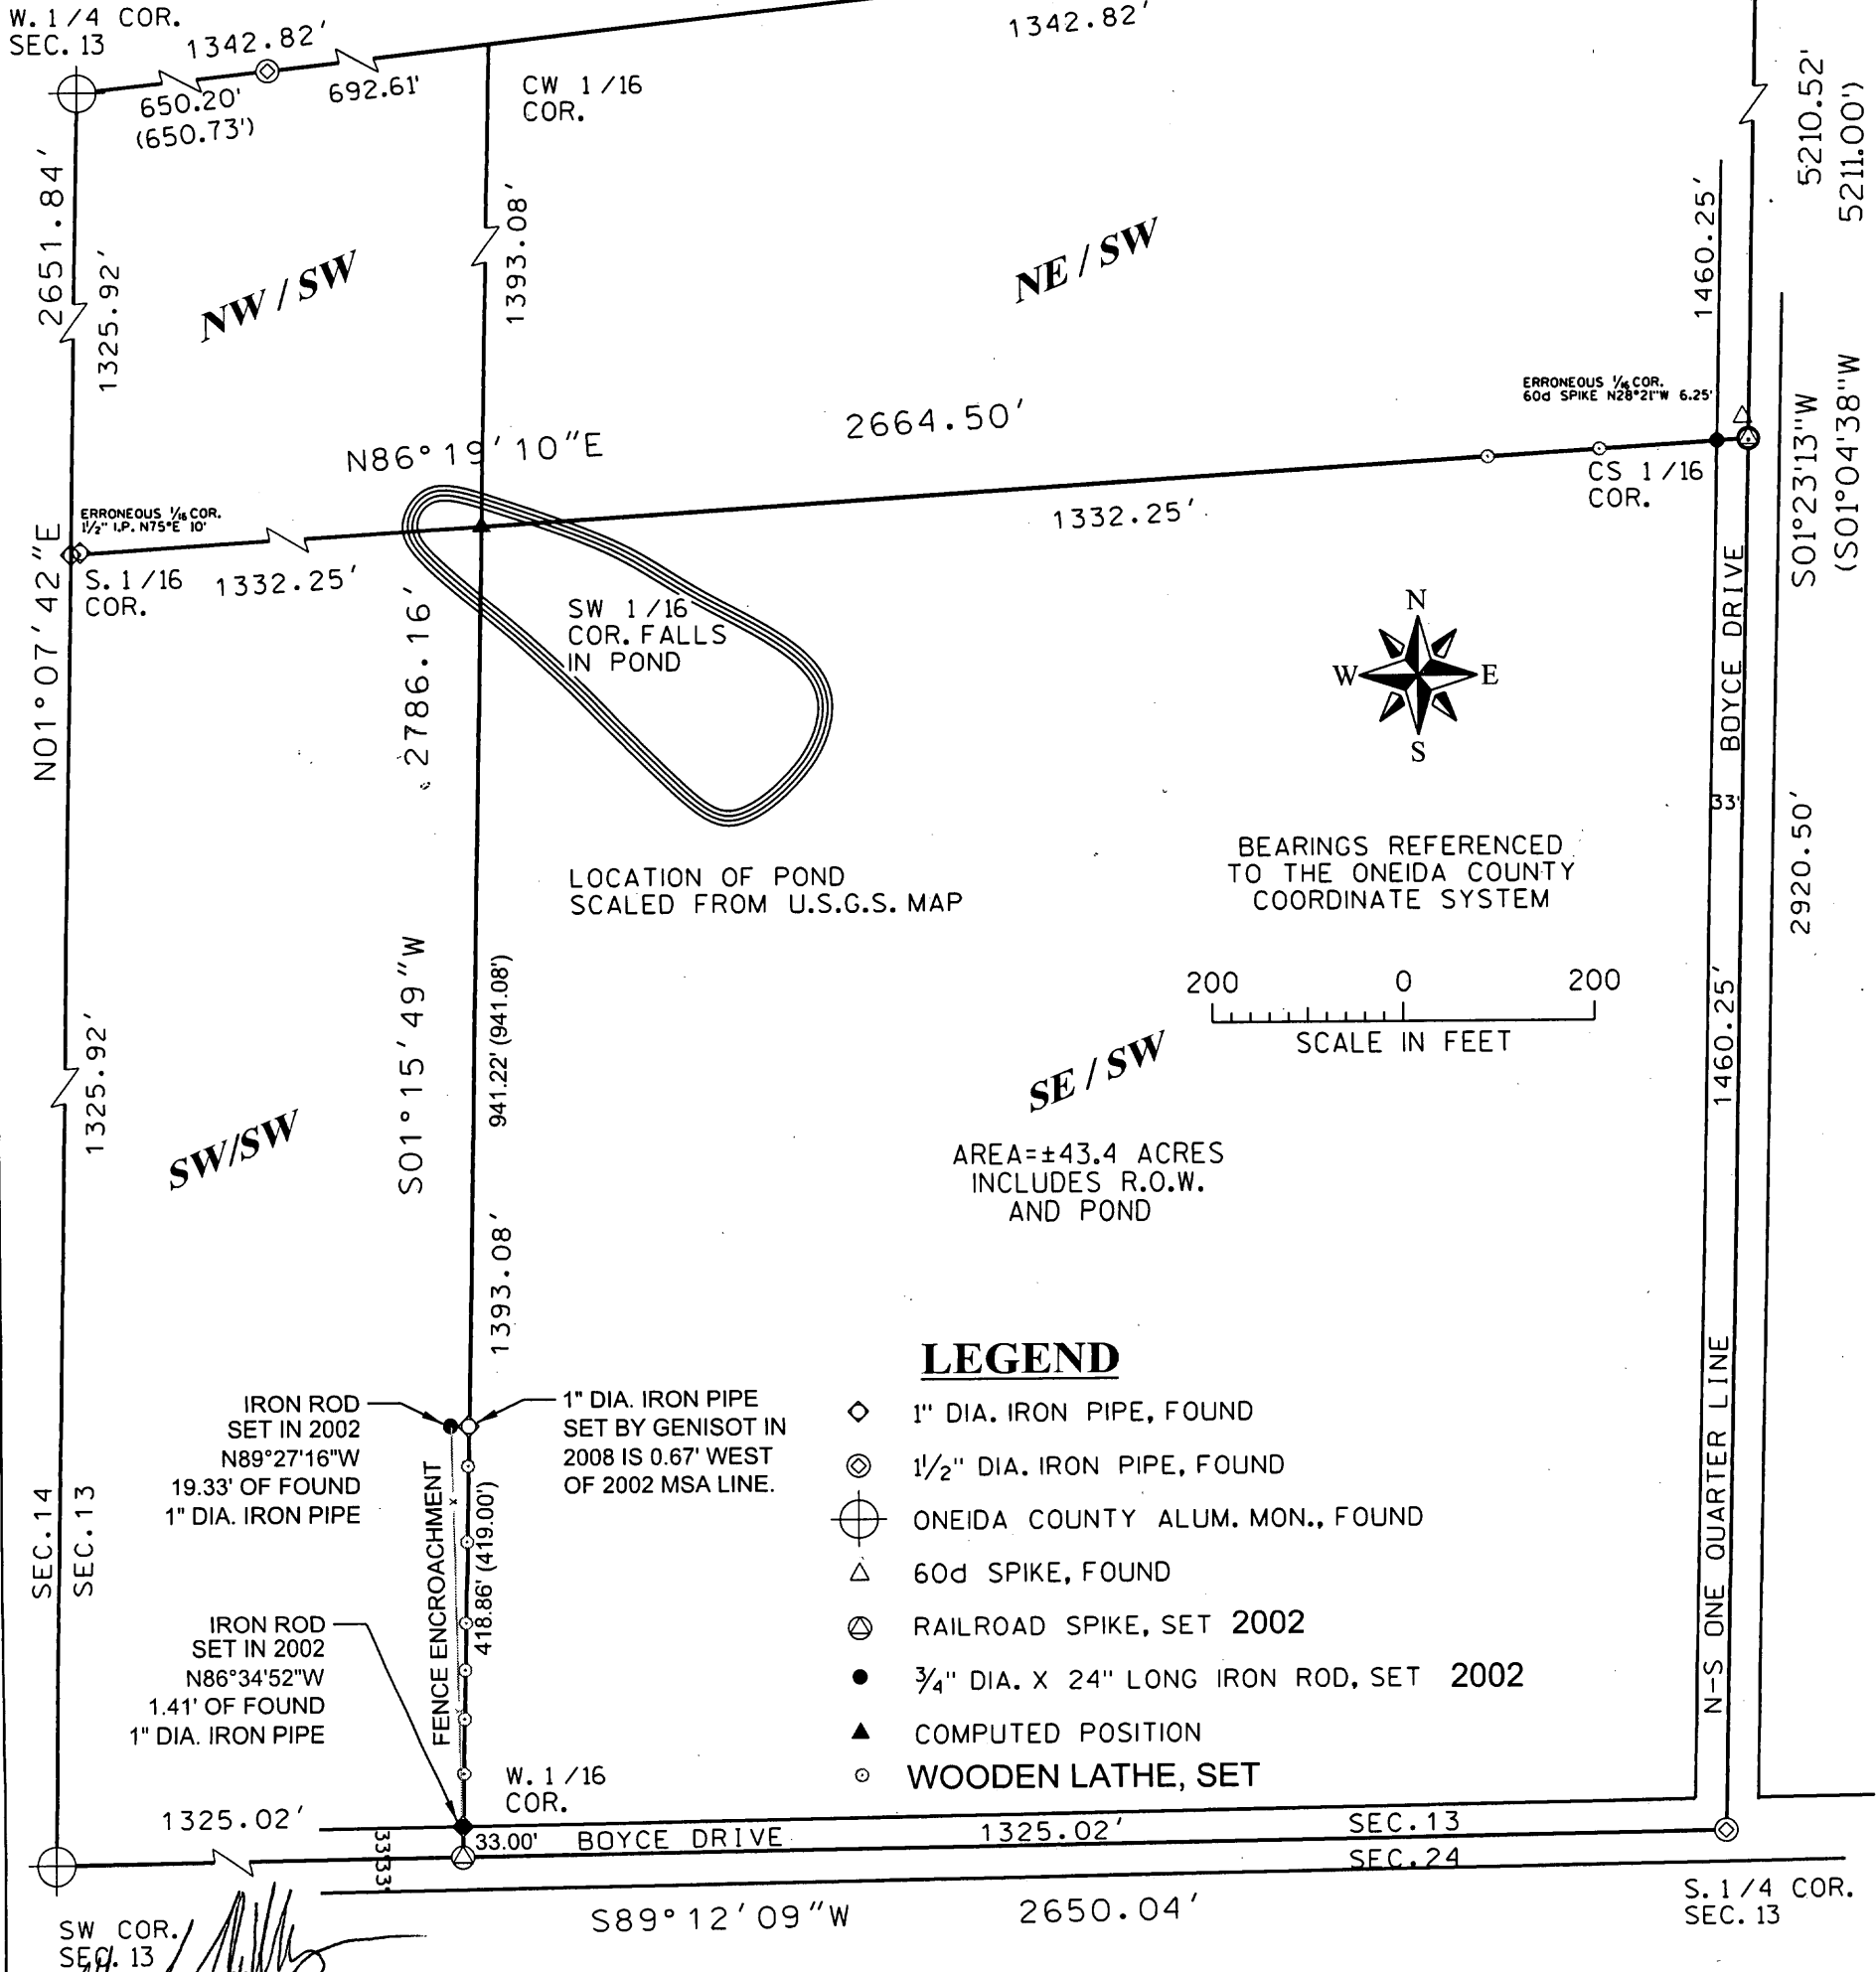 W. 1/4 COR.
SEC. 13
1342.82'
650.20'
(650.73')
692.61'
1342.82'
CW 1/16
COR.
5210.52'
5211.00')
2651.84'
1325.92'
1393.08'
1460.25'
NW / SW
NE / SW
ERRONEOUS 1/16 COR.
60d SPIKE N28°21"W 6.25'
2664.50'
N86°19'10"E
CS 1/16
COR.
S01°23'13"W
(S01°04'38"W
ERRONEOUS 1/16 COR.
1 1/2" I.P. N75°E 10'
S. 1/16
COR.
1332.25'
1332.25'
N01°07'42"E
2786.16'
SW 1/16
COR. FALLS
IN POND
N
W
E
S
BOYCE DRIVE
33'
2920.50'
LOCATION OF POND
SCALED FROM U.S.G.S. MAP
BEARINGS REFERENCED
TO THE ONEIDA COUNTY
COORDINATE SYSTEM
200 0 200
SCALE IN FEET
S01°15'49"W
941.22' (941.08')
1460.25'
1325.92'
SW/SW
SE / SW
AREA=±43.4 ACRES
INCLUDES R.O.W.
AND POND
1393.08'
LEGEND
1" DIA. IRON PIPE, FOUND
1 1/2" DIA. IRON PIPE, FOUND
ONEIDA COUNTY ALUM. MON., FOUND
60d SPIKE, FOUND
RAILROAD SPIKE, SET 2002
3/4" DIA. X 24" LONG IRON ROD, SET 2002
COMPUTED POSITION
WOODEN LATHE, SET
IRON ROD
SET IN 2002
N89°27'16"W
19.33' OF FOUND
1" DIA. IRON PIPE
1" DIA. IRON PIPE
SET BY GENISOT IN
2008 IS 0.67' WEST
OF 2002 MSA LINE.
SEC. 14
SEC. 13
FENCE ENCROACHMENT
418.86' (419.00')
N-S ONE QUARTER LINE
IRON ROD
SET IN 2002
N86°34'52"W
1.41' OF FOUND
1" DIA. IRON PIPE
W. 1/16
COR.
1325.02'
33'
33'
33.00'
BOYCE DRIVE
1325.02'
SEC. 13
SEC. 24
S89°12'09"W
2650.04'
S. 1/4 COR.
SEC. 13
SW COR.
SEC. 13